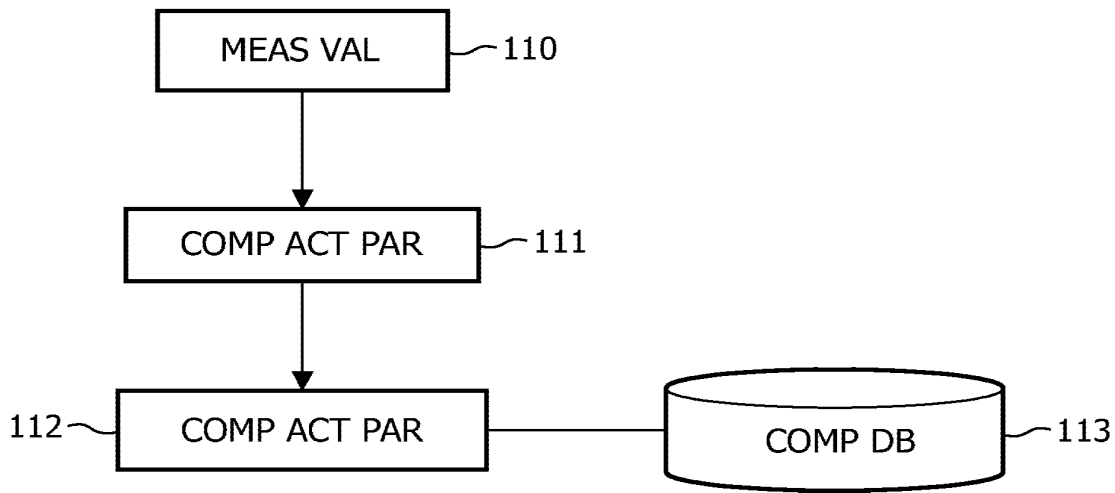 MEAS VAL 110
COMP ACT PAR 111
112 COMP ACT PAR COMP DB 113